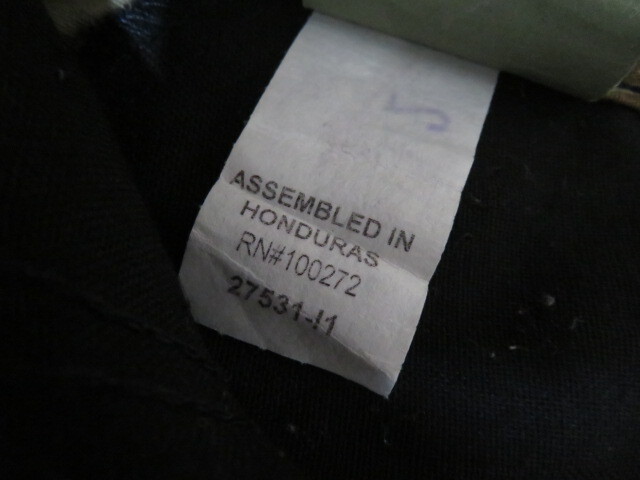 ASSEMBLED IN
HONDURAS
RN#100272
27531-I1